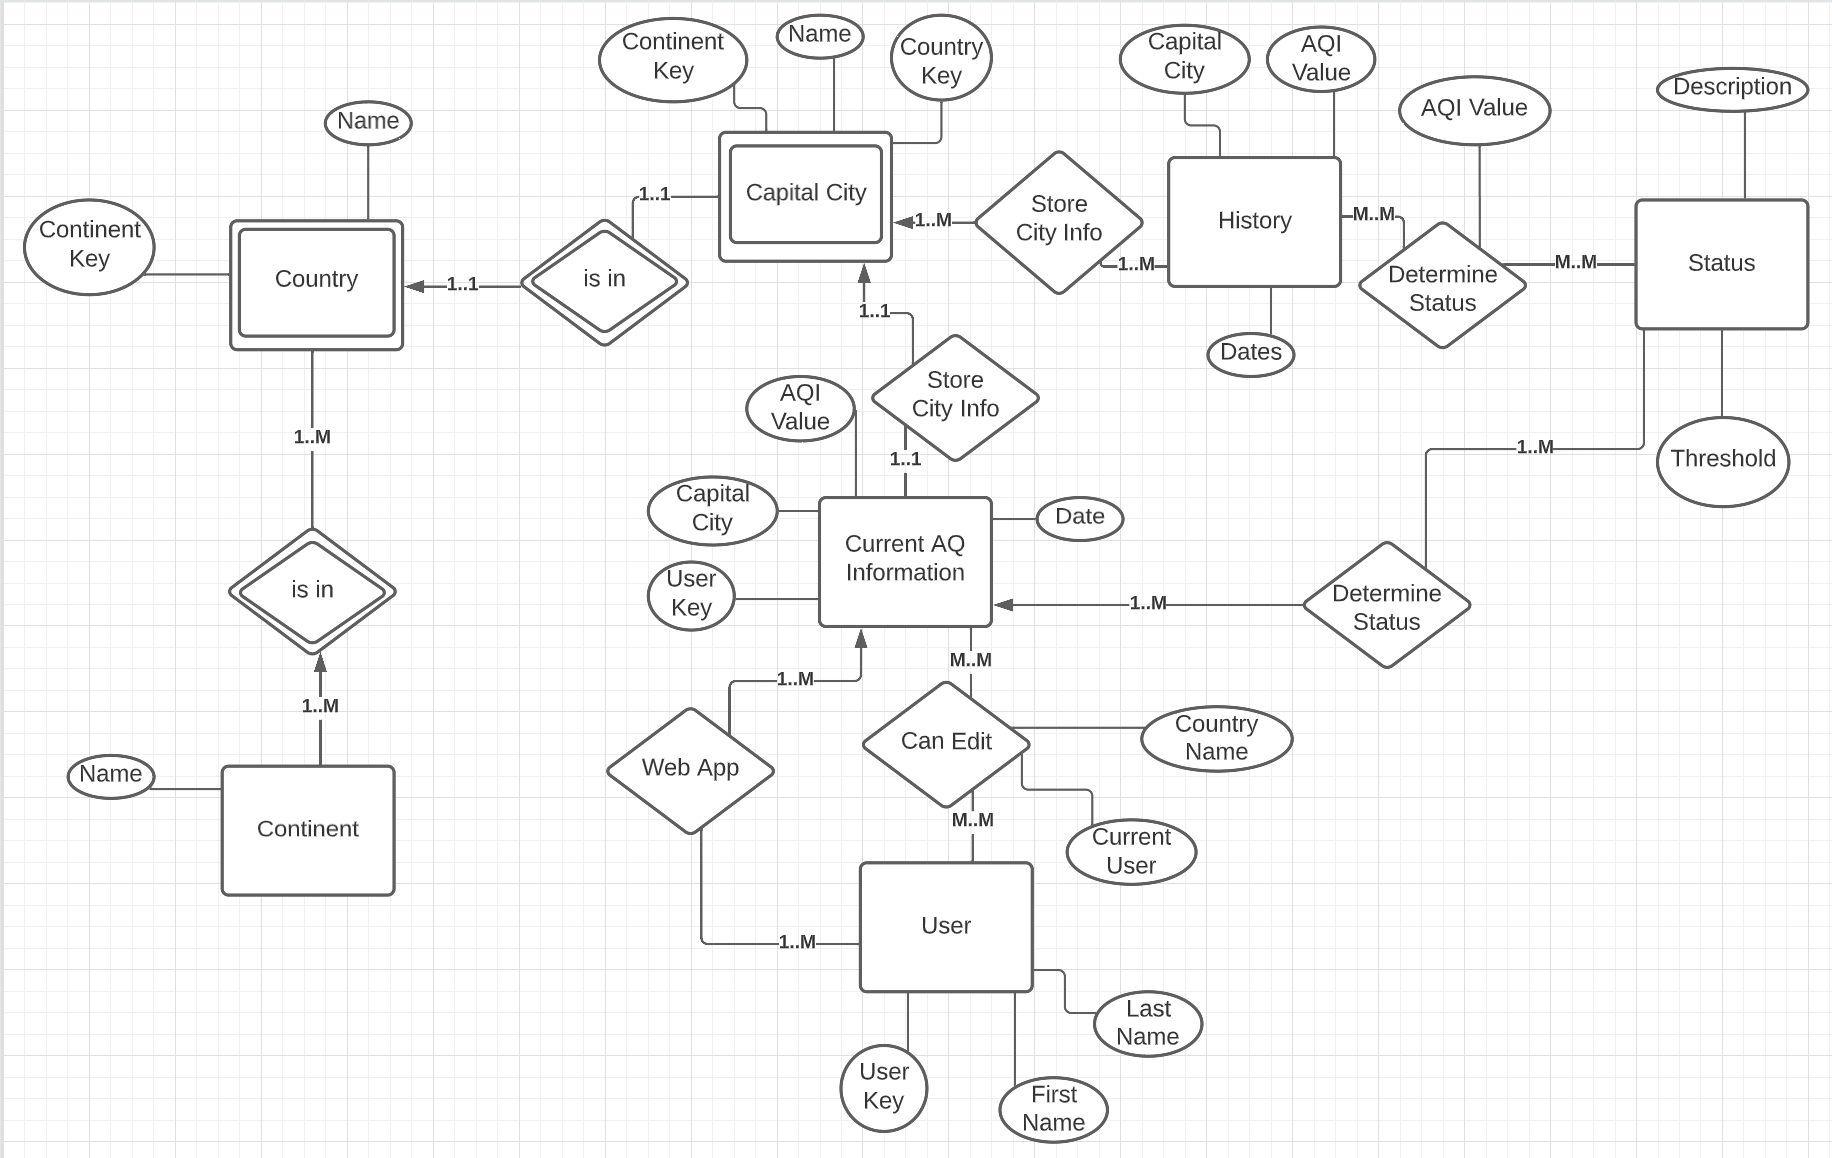 Continent
Key
Name
Country
Key
Capital
City
AQI
Value
AQI Value
Description
Name
Continent
Key
Country
1..1
is in
1..1
Capital City
1..M
Store
City Info
1..M
History
M..M
Determine
Status
M..M
Status
Dates
1..1
Store
City Info
1..1
AQI
Value
Threshold
1..M
1..M
is in
1..M
Capital
City
User
Key
Current AQ
Information
Date
1..M
Determine
Status
Name
Continent
1..M
Web App
1..M
M..M
Can Edit
M..M
Country
Name
Current
User
User
Last
Name
User
Key
First
Name